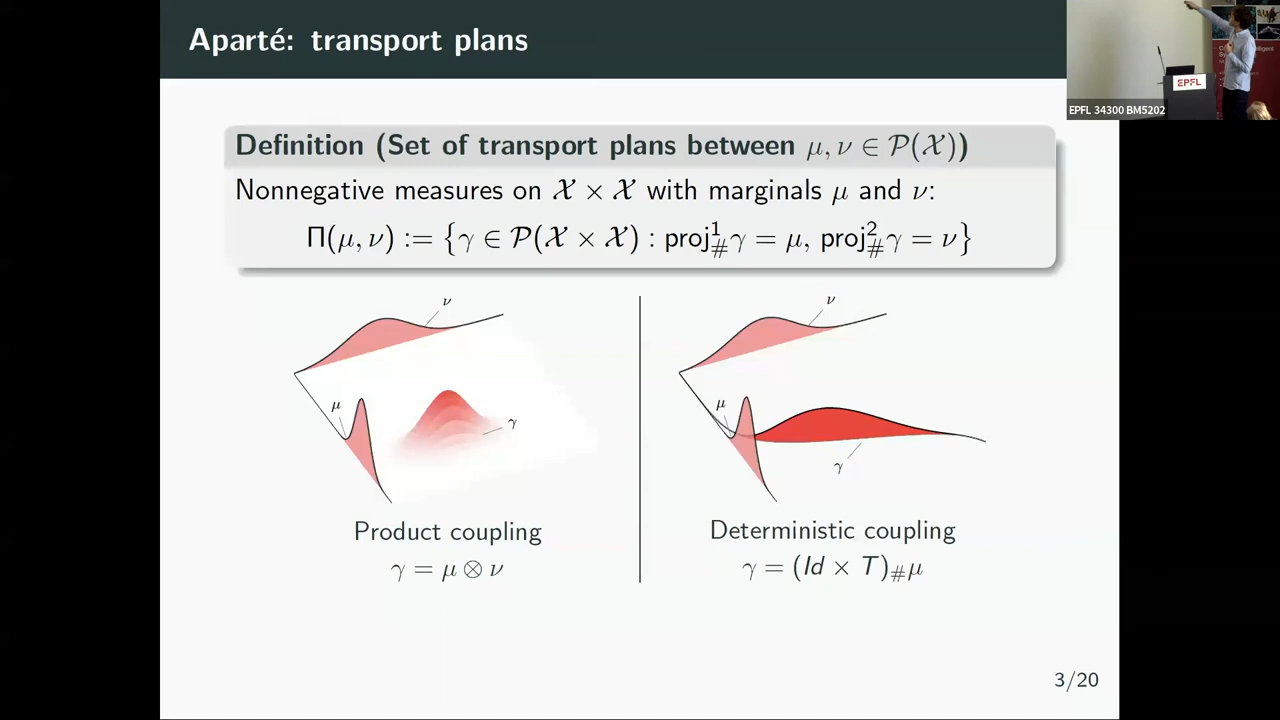 Aparté: transport plans
EPFL
EPFL 34300 BM5202
Definition (Set of transport plans between μ, ν ∈ 𝒫(𝒳))
Nonnegative measures on 𝒳 × 𝒳 with marginals μ and ν:
Π(μ, ν) := {γ ∈ 𝒫(𝒳 × 𝒳) : proj¹#γ = μ, proj²#γ = ν}
ν
μ
γ
Product coupling
γ = μ ⊗ ν
ν
μ
γ
Deterministic coupling
γ = (Id × T)#μ
3/20